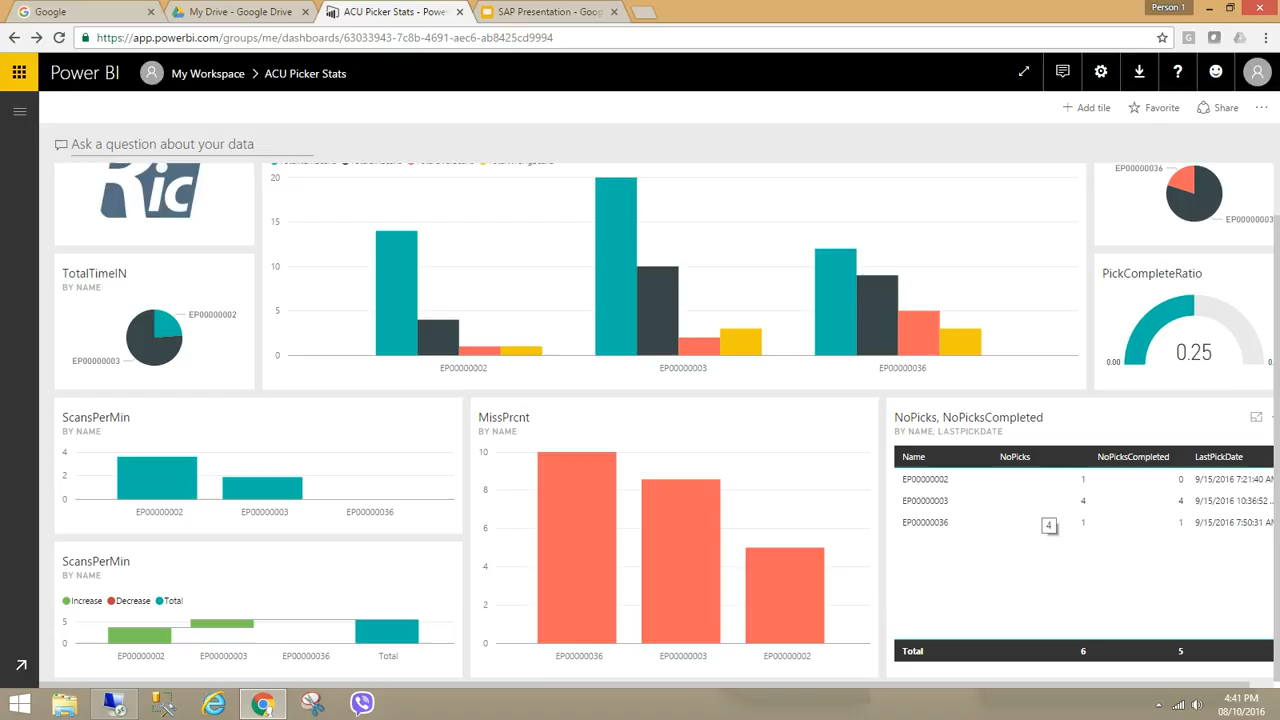 Google
My Drive - Google Drive
ACU Picker Stats - Powe
SAP Presentation - Goog
Person 1
https://app.powerbi.com/groups/me/dashboards/63033943-7c8b-4691-aec6-ab8425cd9994
Power BI
My Workspace > ACU Picker Stats
Add tile
Favorite
Share
Ask a question about your data
Ric
20
15
10
5
0
EP00000002
EP00000003
EP00000036
EP00000036
EP0000003
TotalTimeIN
BY NAME
EP00000002
EP00000003
PickCompleteRatio
0.25
0.00
0.
ScansPerMin
BY NAME
4
2
0
EP00000002
EP00000003
EP00000036
ScansPerMin
BY NAME
Increase
Decrease
Total
5
0
EP00000002
EP00000003
EP00000036
Total
MissPrcnt
BY NAME
10
8
6
4
2
0
EP00000036
EP00000003
EP00000002
NoPicks, NoPicksCompleted
BY NAME, LASTPICKDATE
Name NoPicks NoPicksCompleted LastPickDate
EP00000002 1 0 9/15/2016 7:21:40 AM
EP00000003 4 4 9/15/2016 10:36:52 ...
EP00000036 1 1 9/15/2016 7:50:31 AM
4
Total 6 5
4:41 PM
08/10/2016